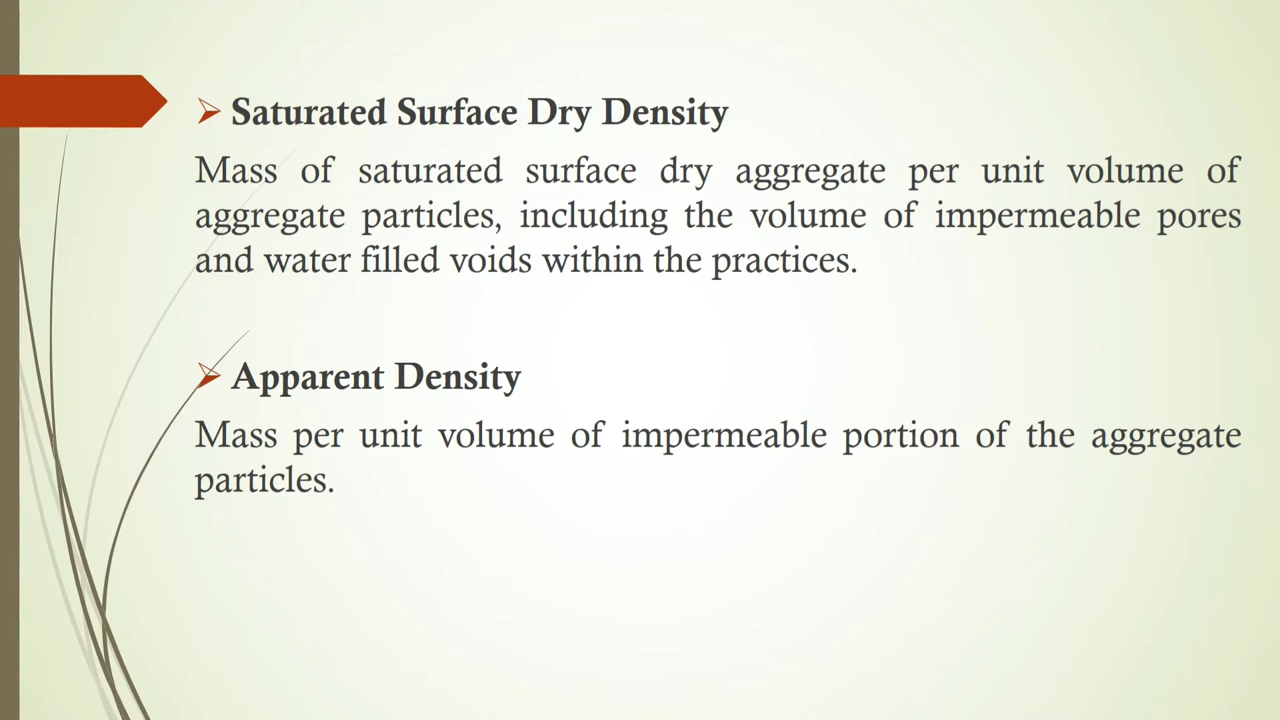 Saturated Surface Dry Density
Mass of saturated surface dry aggregate per unit volume of
aggregate particles, including the volume of impermeable pores
and water filled voids within the practices.
Apparent Density
Mass per unit volume of impermeable portion of the aggregate
particles.